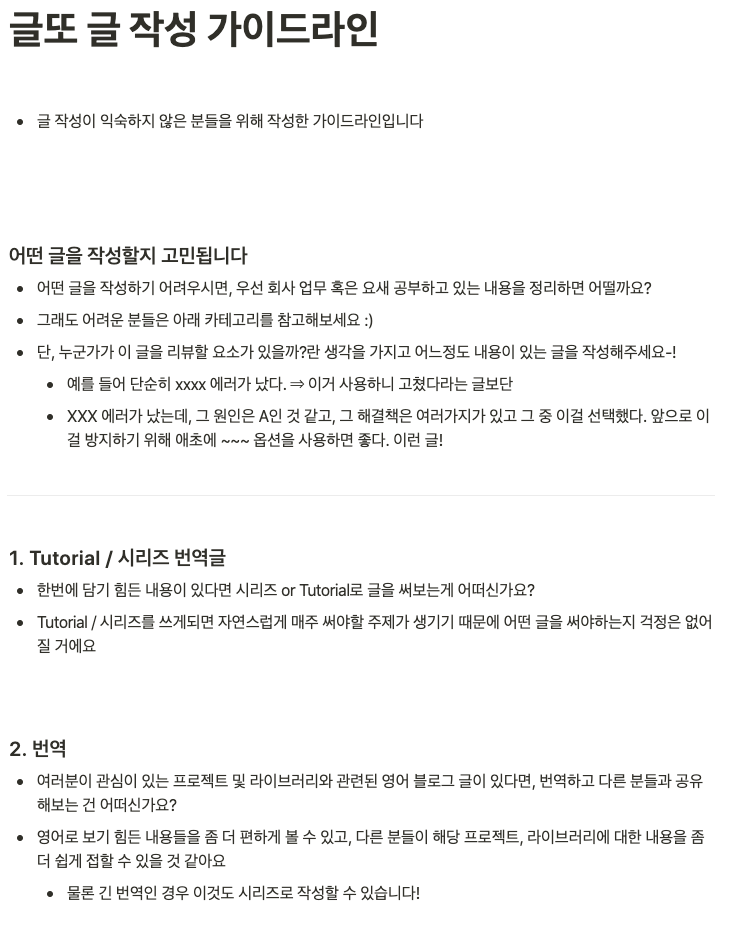 글또 글 작성 가이드라인
• 글 작성이 익숙하지 않은 분들을 위해 작성한 가이드라인입니다
어떤 글을 작성할지 고민됩니다
• 어떤 글을 작성하기 어려우시면, 우선 회사 업무 혹은 요새 공부하고 있는 내용을 정리하면 어떨까요?
• 그래도 어려운 분들은 아래 카테고리를 참고해보세요 :)
• 단, 누군가가 이 글을 리뷰할 요소가 있을까?란 생각을 가지고 어느정도 내용이 있는 글을 작성해주세요-!
• 예를 들어 단순히 xxxx 에러가 났다. ⇒ 이거 사용하니 고쳤다라는 글보단
• XXX 에러가 났는데, 그 원인은 A인 것 같고, 그 해결책은 여러가지가 있고 그 중 이걸 선택했다. 앞으로 이
걸 방지하기 위해 애초에 ~~~ 옵션을 사용하면 좋다. 이런 글!
1. Tutorial / 시리즈 번역글
• 한번에 담기 힘든 내용이 있다면 시리즈 or Tutorial로 글을 써보는게 어떠신가요?
• Tutorial / 시리즈를 쓰게되면 자연스럽게 매주 써야할 주제가 생기기 때문에 어떤 글을 써야하는지 걱정은 없어
질 거에요
2. 번역
• 여러분이 관심이 있는 프로젝트 및 라이브러리와 관련된 영어 블로그 글이 있다면, 번역하고 다른 분들과 공유
해보는 건 어떠신가요?
• 영어로 보기 힘든 내용들을 좀 더 편하게 볼 수 있고, 다른 분들이 해당 프로젝트, 라이브러리에 대한 내용을 좀
더 쉽게 접할 수 있을 것 같아요
• 물론 긴 번역인 경우 이것도 시리즈로 작성할 수 있습니다!